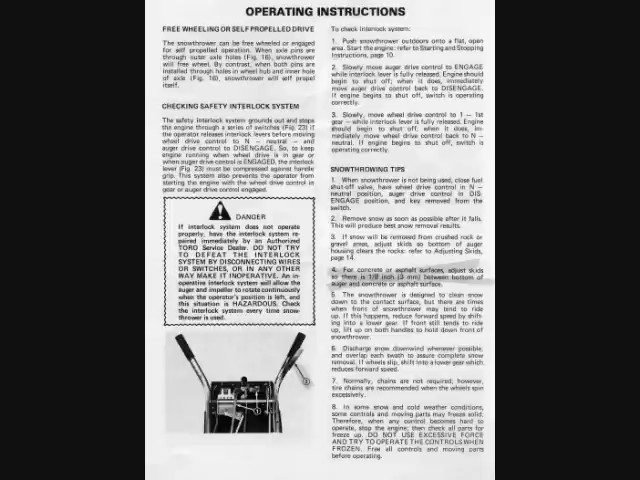 OPERATING INSTRUCTIONS
FREE WHEELING OR SELF PROPELLED DRIVE
The snowthrower can be free wheeled or engaged
for self propelled operation. When axle pins are
through outer axle holes (Fig. 16), snowthrower
will free wheel. By contrast, when both pins are
installed through holes in wheel hub and inner hole
of axle (Fig. 16), snowthrower will self propel
itself.
CHECKING SAFETY INTERLOCK SYSTEM
The safety interlock system grounds out and stops
the engine through a series of switches (Fig. 23) if
the operator releases interlock levers before moving
wheel drive control to N – neutral – and
auger drive control to DISENGAGE. So, to keep
engine running when wheel drive is in gear or
when auger drive control is ENGAGED, the interlock
lever (Fig. 23) must be compressed against handle
grip. This system also prevents the operator from
starting the engine with the wheel drive control in
gear or auger drive control engaged.
DANGER
If interlock system does not operate
properly, have the interlock system re-
paired immediately by an Authorized
TORO Service Dealer. DO NOT TRY
TO DEFEAT THE INTERLOCK
SYSTEM BY DISCONNECTING WIRES
OR SWITCHES, OR IN ANY OTHER
WAY MAKE IT INOPERATIVE. An in-
operative interlock system will allow the
auger and impeller to rotate continuously
when the operator's position is left, and
this situation is HAZARDOUS. Check
the interlock system every time snow-
thrower is used.
To check interlock system:
1. Push snowthrower outdoors onto a flat, open
area. Start the engine: refer to Starting and Stopping
Instructions, page 10.
2. Slowly move auger drive control to ENGAGE
while interlock lever is fully released. Engine should
begin to shut off; when it does, immediately
move auger drive control back to DISENGAGE.
If engine begins to shut off, switch is operating
correctly.
3. Slowly, move wheel drive control to 1 – 1st
gear – while interlock lever is fully released. Engine
should begin to shut off; when it does, im-
mediately move wheel drive control back to N –
neutral. If engine begins to shut off, switch is
operating correctly.
SNOWTHROWING TIPS
1. When snowthrower is not being used, close fuel
shut-off valve, have wheel drive control in N –
neutral position, auger drive control in DIS-
ENGAGE position, and key removed from the
switch.
2. Remove snow as soon as possible after it falls.
This will produce best snow removal results.
3. If snow will be removed from crushed rock or
gravel areas, adjust skids so bottom of auger
housing clears the rocks: refer to Adjusting Skids,
page 14.
4. For concrete or asphalt surfaces, adjust skids
so there is 1/8 inch (3 mm) between bottom of
auger and concrete or asphalt surface.
5. The snowthrower is designed to clean snow
down to the contact surface, but there are times
when front of snowthrower may tend to ride
up. If this happens, reduce forward speed by shift-
ing into a lower gear. If front still tends to ride
up, lift up on both handles to hold down front of
snowthrower.
6. Discharge snow downwind whenever possible,
and overlap each swath to assure complete snow
removal. If wheels slip, shift into a lower gear which
reduces forward speed.
7. Normally, chains are not required; however,
tire chains are recommended when the wheels spin
excessively.
8. In some snow and cold weather conditions,
some controls and moving parts may freeze solid.
Therefore, when any control becomes hard to
operate, stop the engine; then check all parts for
freeze up. DO NOT USE EXCESSIVE FORCE
AND TRY TO OPERATE THE CONTROLS WHEN
FROZEN. Free all controls and moving parts
before operating.